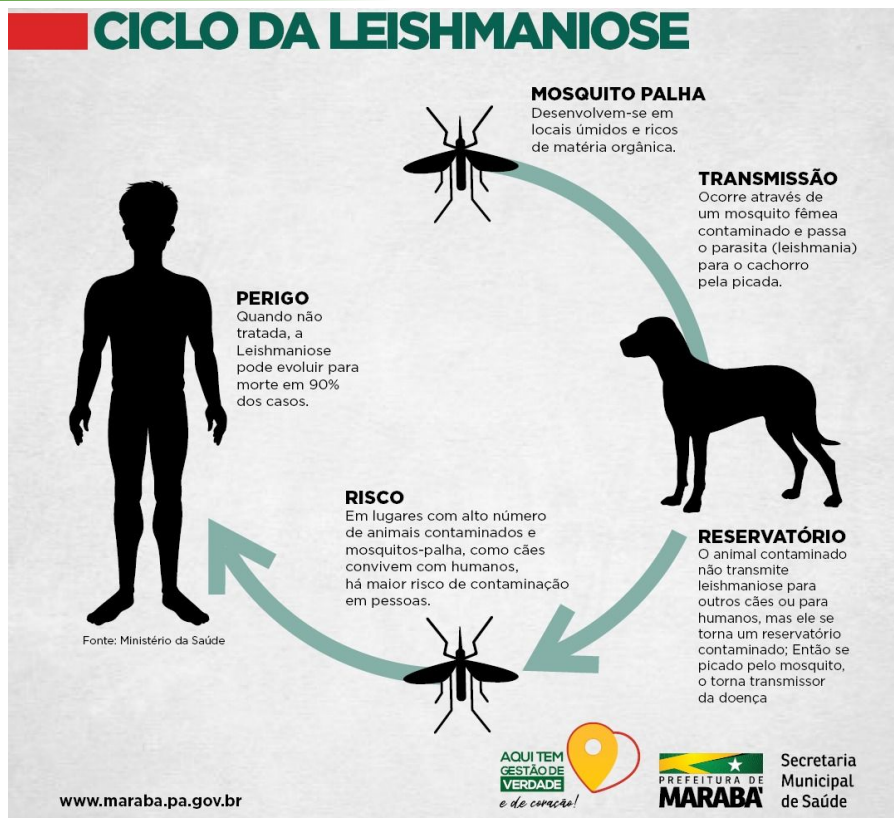 CICLO DA LEISHMANIOSE
MOSQUITO PALHA
Desenvolvem-se em
locais úmidos e ricos
de matéria orgânica.
TRANSMISSÃO
Ocorre através de
um mosquito fêmea
contaminado e passa
o parasita (leishmania)
para o cachorro
pela picada.
PERIGO
Quando não
tratada, a
Leishmaniose
pode evoluir para
morte em 90%
dos casos.
RISCO
Em lugares com alto número
de animais contaminados e
mosquitos-palha, como cães
convivem com humanos,
há maior risco de contaminação
em pessoas.
RESERVATÓRIO
O animal contaminado
não transmite
leishmaniose para
outros cães ou para
humanos, mas ele se
torna um reservatório
contaminado; Então se
picado pelo mosquito,
o torna transmissor
da doença
Fonte: Ministério da Saúde
www.maraba.pa.gov.br
AQUI TEM
GESTÃO DE
VERDADE
e de coração!
PREFEITURA DE
MARABÁ
Secretaria
Municipal
de Saúde